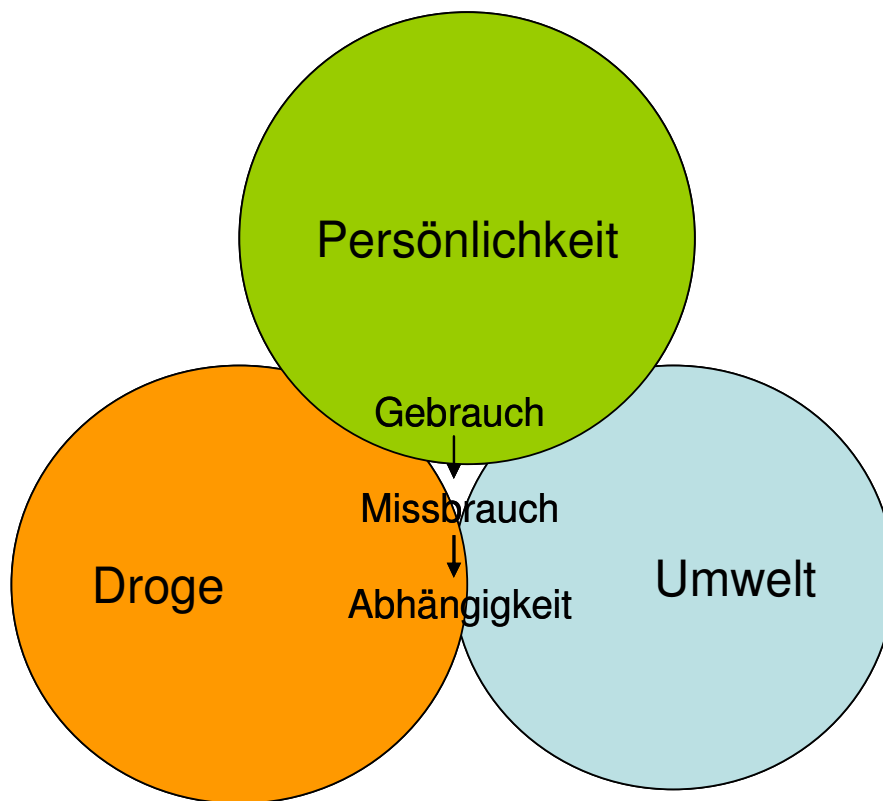 Persönlichkeit
Gebrauch
Missbrauch
Droge
Umwelt
Abhängigkeit